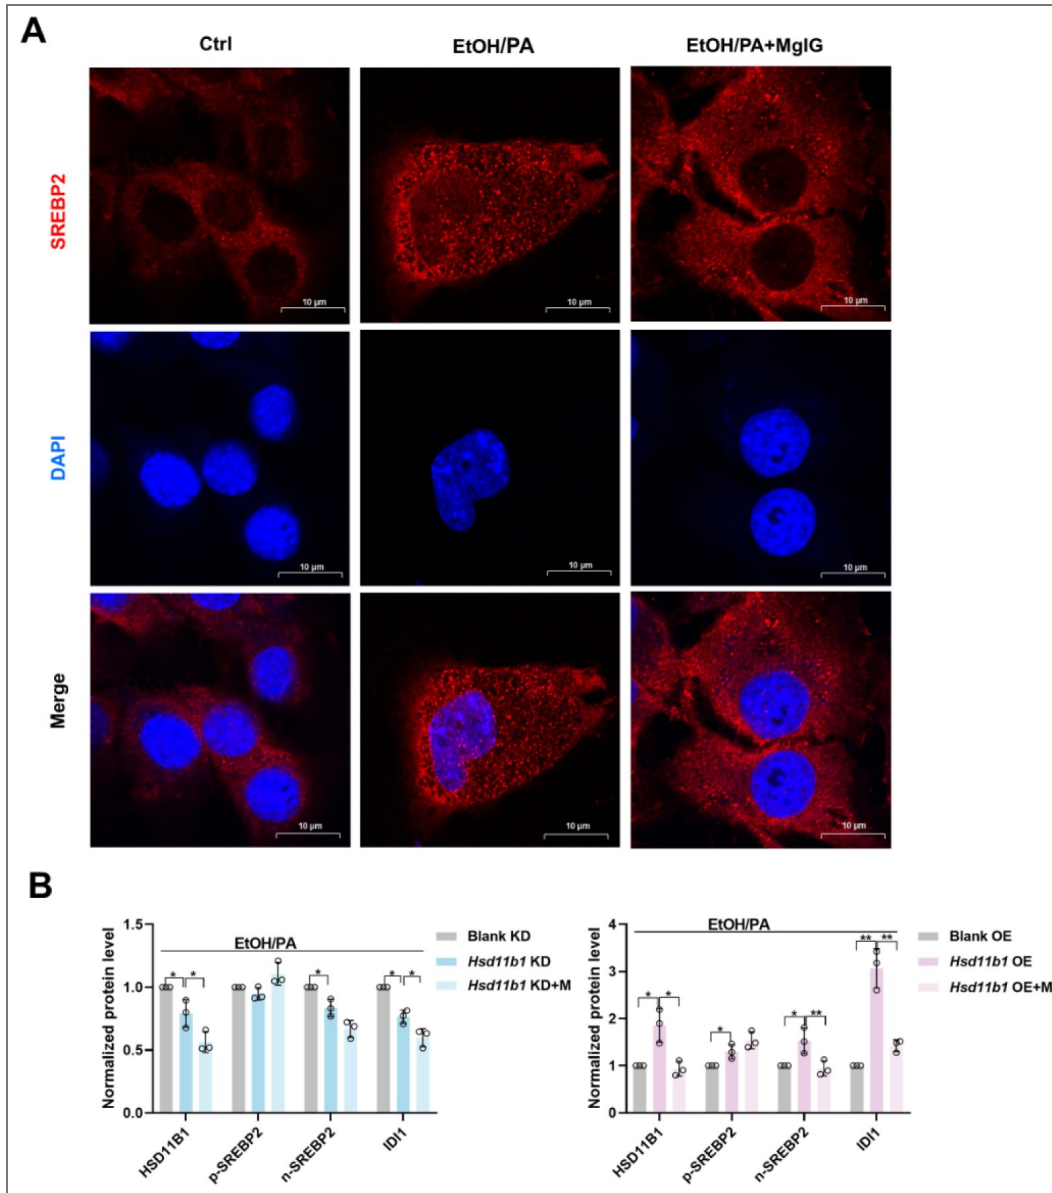 A
Ctrl
EtOH/PA
EtOH/PA+MgIG
SREBP2
10 µm
10 µm
10 µm
DAPI
10 µm
10 µm
10 µm
Merge
10 µm
10 µm
10 µm
B
EtOH/PA
Normalized protein level
1.5
1.0
0.5
0.0
* * * * *
HSD11B1
p-SREBP2
n-SREBP2
IDI1
Blank KD
Hsd11b1 KD
Hsd11b1 KD+M
EtOH/PA
Normalized protein level
4
3
2
1
0
* * * * ** ** **
HSD11B1
p-SREBP2
n-SREBP2
IDI1
Blank OE
Hsd11b1 OE
Hsd11b1 OE+M